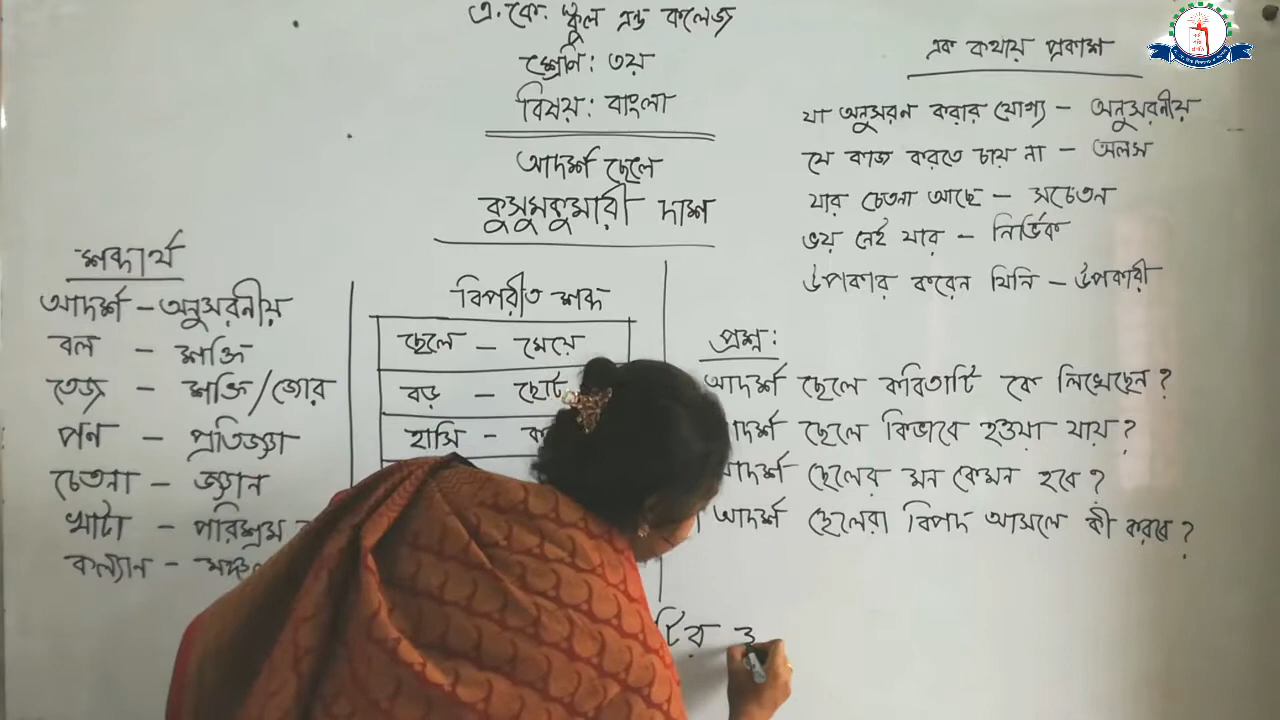 এ. কে. স্কুল এন্ড কলেজ
শ্রেণি: ৩য়
বিষয়: বাংলা
আদর্শ ছেলে
কুসুমকুমারী দাশ
শব্দার্থ
আদর্শ - অনুসরনীয়
বল - শক্তি
তেজ - শক্তি/জোর
পন - প্রতিজ্ঞা
চেতনা - জ্ঞান
খাটা - পরিশ্রম
কল্যান -
বিপরীত শব্দ
ছেলে - মেয়ে
বড় - ছোট
হাসি -
এক কথায় প্রকাশ
যা অনুসরন করার যোগ্য - অনুসরনীয়
যে কাজ করতে চায় না - অলস
যার চেতনা আছে - সচেতন
ভয় নেই যার - নির্ভিক
উপকার করেন যিনি - উপকারী
প্রশ্ন:
আদর্শ ছেলে কবিতাটি কে লিখেছেন?
আদর্শ ছেলে কিভাবে হওয়া যায়?
আদর্শ ছেলের মন কেমন হবে?
আদর্শ ছেলেরা বিপদ আসলে কী করবে?
টির